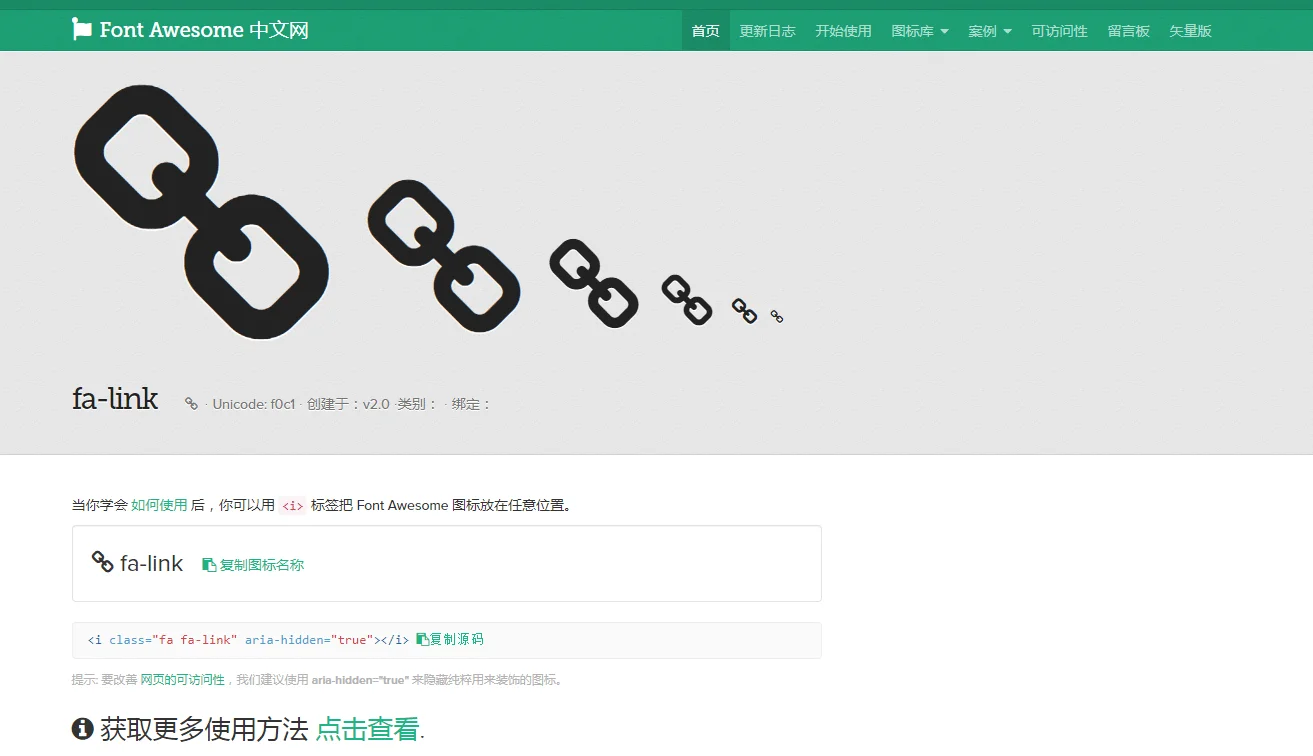 Font Awesome 中文网
首页 更新日志 开始使用 图标库 案例 可访问性 留言板 矢量版
fa-link · Unicode: f0c1 · 创建于：v2.0 ·类别： · 绑定：
当你学会 如何使用 后，你可以用 <i> 标签把 Font Awesome 图标放在任意位置。
fa-link 复制图标名称
<i class="fa fa-link" aria-hidden="true"></i> 复制源码
提示: 要改善 网页的可访问性，我们建议使用 aria-hidden="true" 来隐藏纯粹用来装饰的图标。
获取更多使用方法 点击查看.